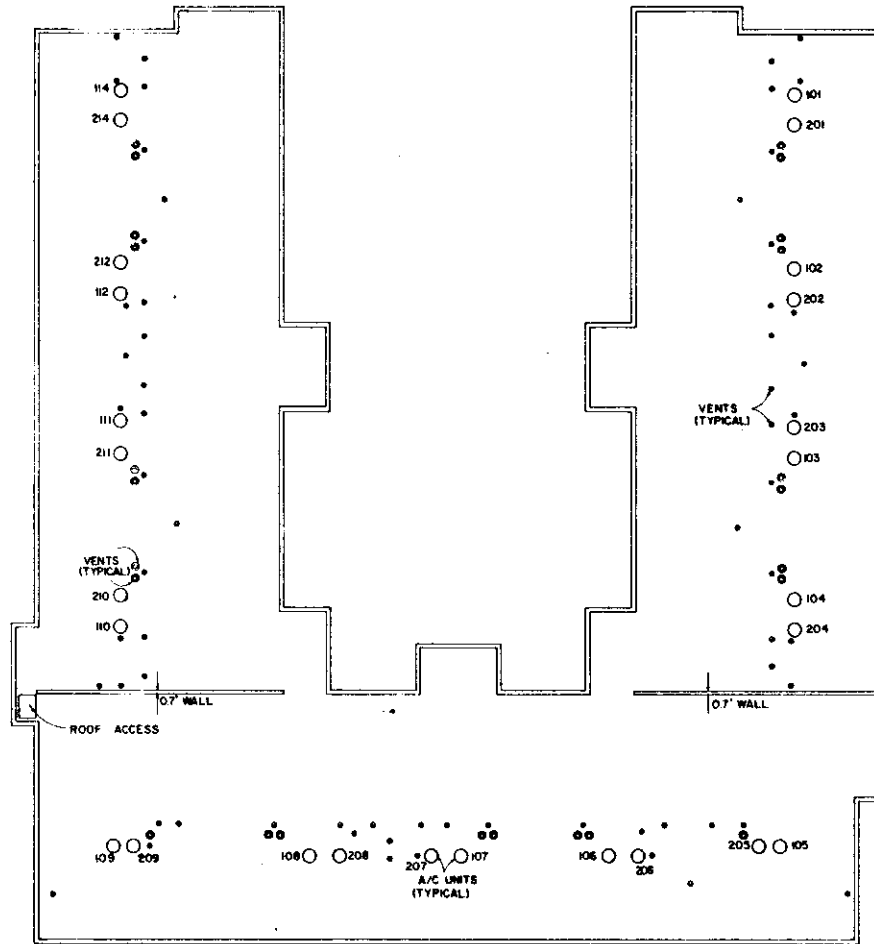 114
101
214
201
212
102
112
202
VENTS
(TYPICAL)
111
203
211
103
VENTS
(TYPICAL)
210
104
110
204
0.7' WALL
0.7' WALL
ROOF ACCESS
109
209
108
208
207
107
106
206
205
105
A/C UNITS
(TYPICAL)